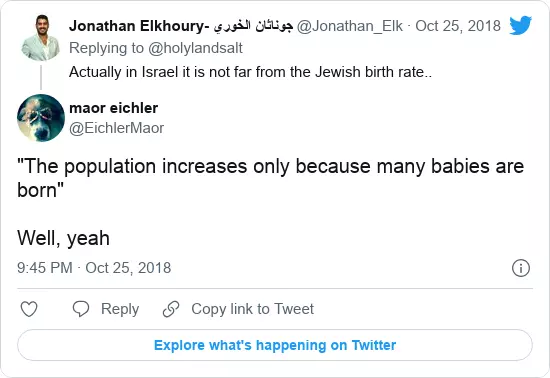 Jonathan Elkhoury- جوناثان الخوري @Jonathan_Elk · Oct 25, 2018
Replying to @holylandsalt
Actually in Israel it is not far from the Jewish birth rate..
maor eichler
@EichlerMaor
"The population increases only because many babies are
born"
Well, yeah
9:45 PM · Oct 25, 2018
Reply
Copy link to Tweet
Explore what's happening on Twitter